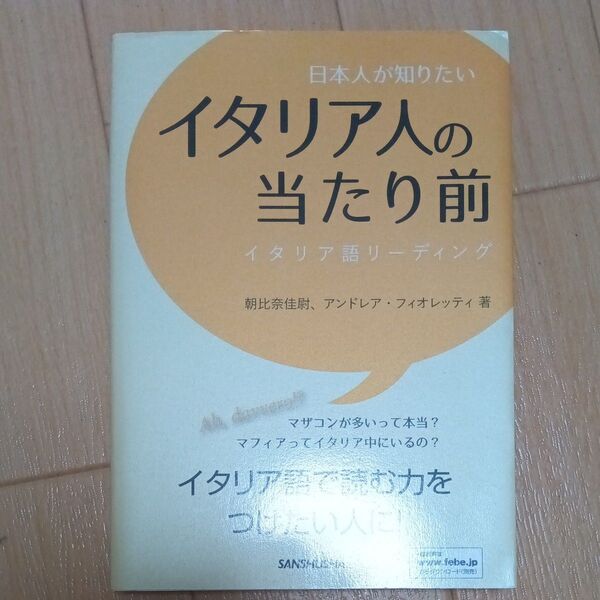 日本人が知りたい
イタリア人の
当たり前
イタリア語リーディング
朝比奈佳尉、アンドレア・フィオレッティ 著
Ah, davvero!?
マザコンが多いって本当？
マフィアってイタリア中にいるの？
イタリア語で読む力を
つけたい人に!
SANSHUSHA
www.febe.jp